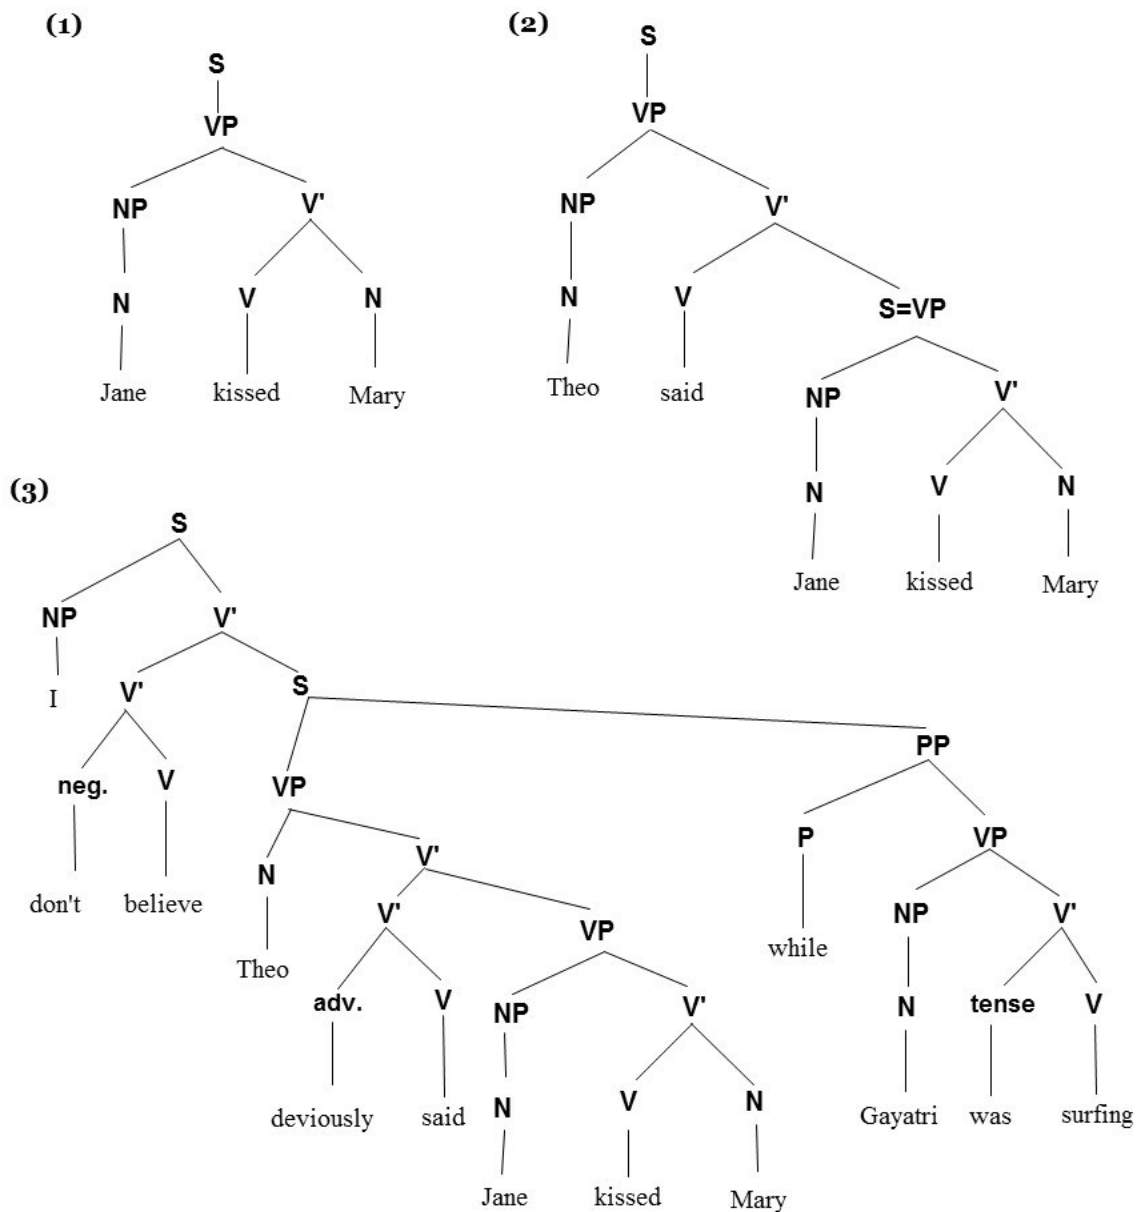 (1)
S
VP
NP V'
N V N
Jane kissed Mary
(2)
S
VP
NP V'
N V S=VP
Theo said NP V'
N V N
Jane kissed Mary
(3)
S
NP V'
I V' S
neg. V VP PP
don't believe N V' P VP
Theo V' VP while NP V'
adv. V NP V' N tense V
deviously said N V N Gayatri was surfing
Jane kissed Mary